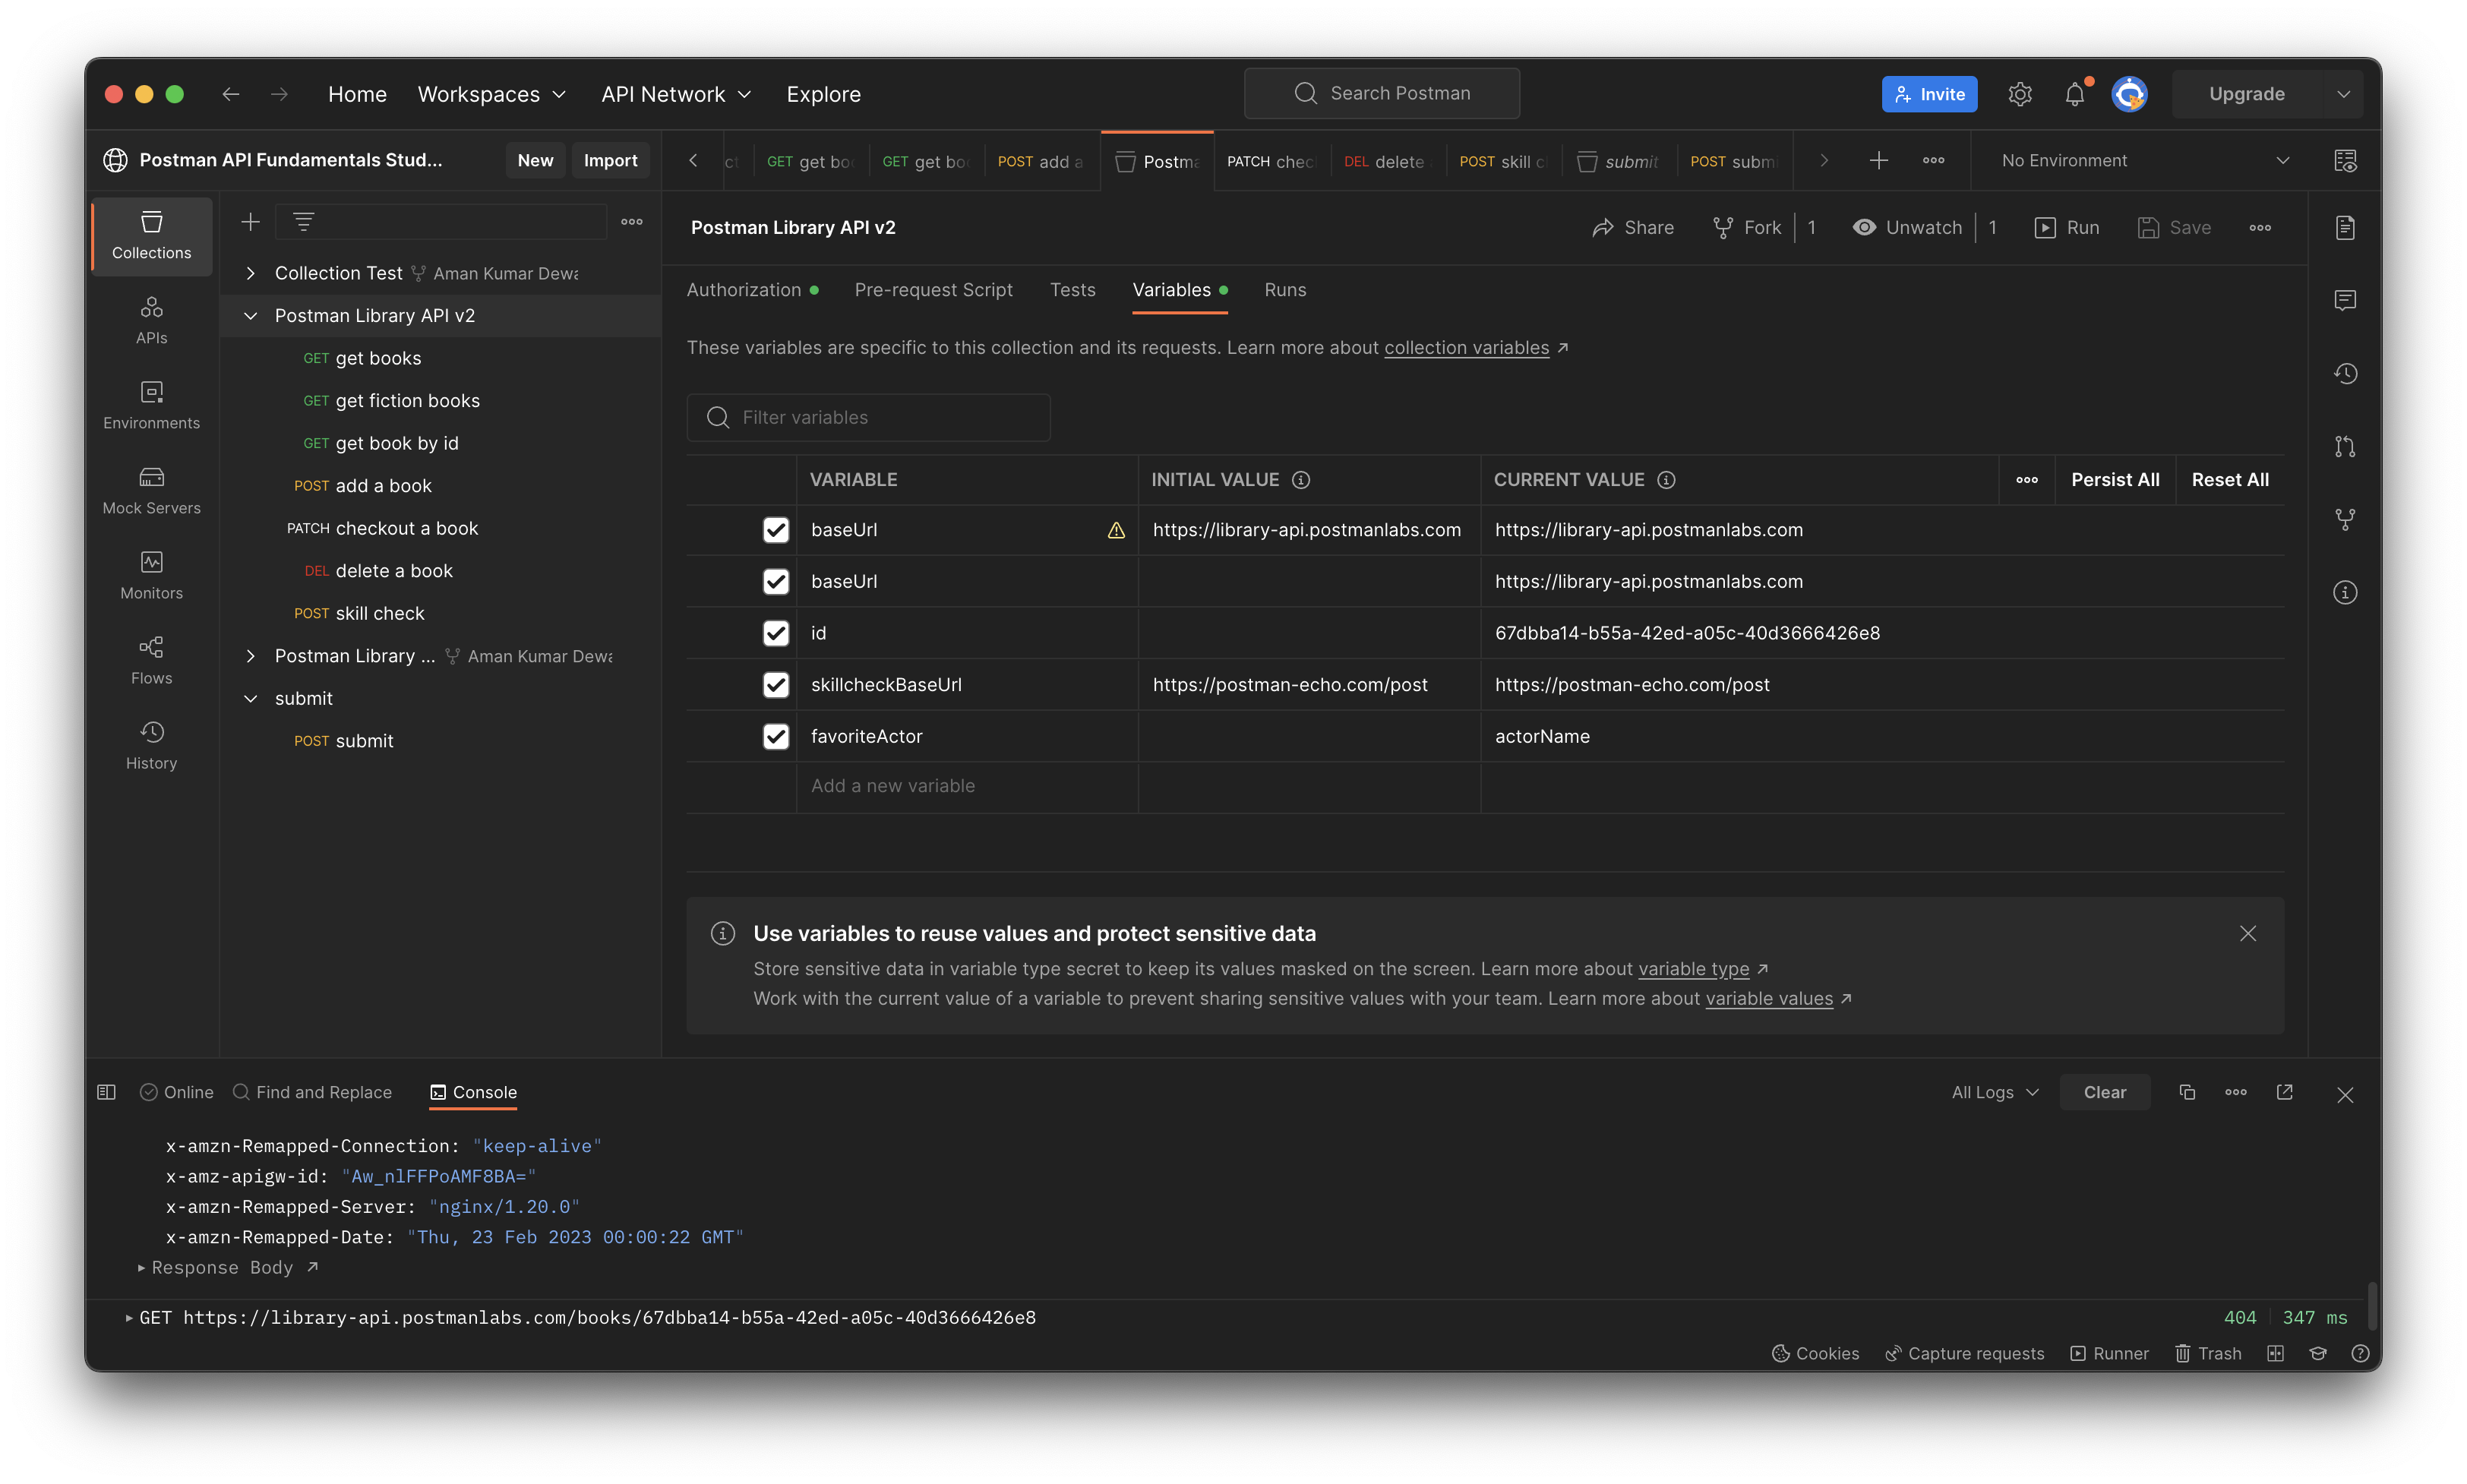 Home Workspaces API Network Explore
Search Postman
Invite
Upgrade
Postman API Fundamentals Stud...
New Import
GET get boo GET get boo POST add a Postma PATCH chec DEL delete POST skill c submit POST subm
No Environment
Collections
APIs
Environments
Mock Servers
Monitors
Flows
History
Collection Test Aman Kumar Dewa
Postman Library API v2
GET get books
GET get fiction books
GET get book by id
POST add a book
PATCH checkout a book
DEL delete a book
POST skill check
Postman Library ... Aman Kumar Dewa
submit
POST submit
Postman Library API v2
Share Fork 1 Unwatch 1 Run Save
Authorization Pre-request Script Tests Variables Runs
These variables are specific to this collection and its requests. Learn more about collection variables ↗
Filter variables
VARIABLE INITIAL VALUE CURRENT VALUE Persist All Reset All
baseUrl https://library-api.postmanlabs.com https://library-api.postmanlabs.com
baseUrl https://library-api.postmanlabs.com
id 67dbba14-b55a-42ed-a05c-40d3666426e8
skillcheckBaseUrl https://postman-echo.com/post https://postman-echo.com/post
favoriteActor actorName
Add a new variable
Use variables to reuse values and protect sensitive data
Store sensitive data in variable type secret to keep its values masked on the screen. Learn more about variable type ↗
Work with the current value of a variable to prevent sharing sensitive values with your team. Learn more about variable values ↗
Online Find and Replace Console
All Logs Clear
x-amzn-Remapped-Connection: "keep-alive"
x-amz-apigw-id: "Aw_nlFFPoAMF8BA="
x-amzn-Remapped-Server: "nginx/1.20.0"
x-amzn-Remapped-Date: "Thu, 23 Feb 2023 00:00:22 GMT"
Response Body ↗
GET https://library-api.postmanlabs.com/books/67dbba14-b55a-42ed-a05c-40d3666426e8 404 347 ms
Cookies Capture requests Runner Trash